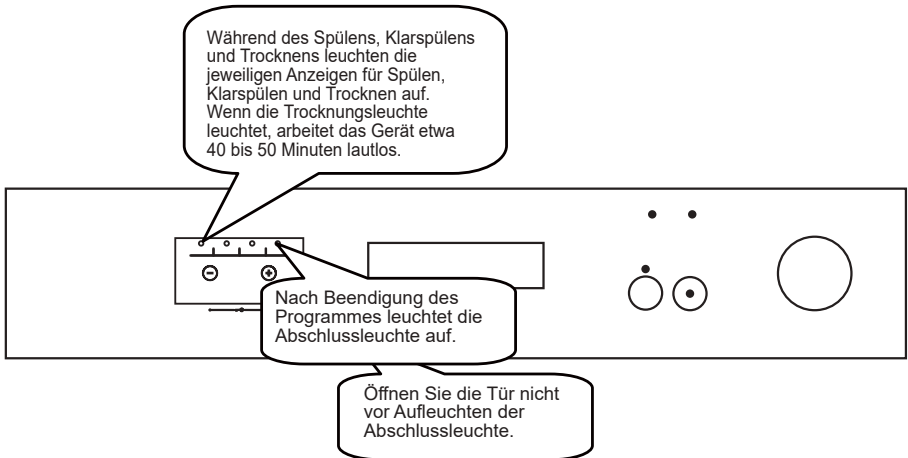 Während des Spülens, Klarspülens
und Trocknens leuchten die
jeweiligen Anzeigen für Spülen,
Klarspülen und Trocknen auf.
Wenn die Trocknungsleuchte
leuchtet, arbeitet das Gerät etwa
40 bis 50 Minuten lautlos.
Nach Beendigung des
Programmes leuchtet die
Abschlussleuchte auf.
Öffnen Sie die Tür nicht
vor Aufleuchten der
Abschlussleuchte.